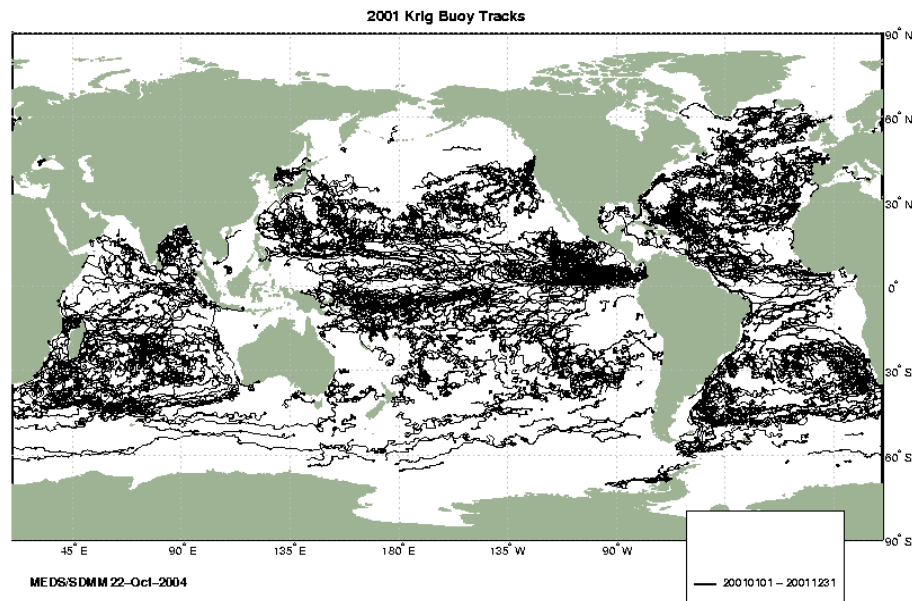 2001 Krig Buoy Tracks
90° N
60° N
30° N
0°
30° S
60° S
90° S
45° E 90° E 135° E 180° E 135° W 90° W
MEDS/SDMM 22-Oct-2004
20010101 - 20011231